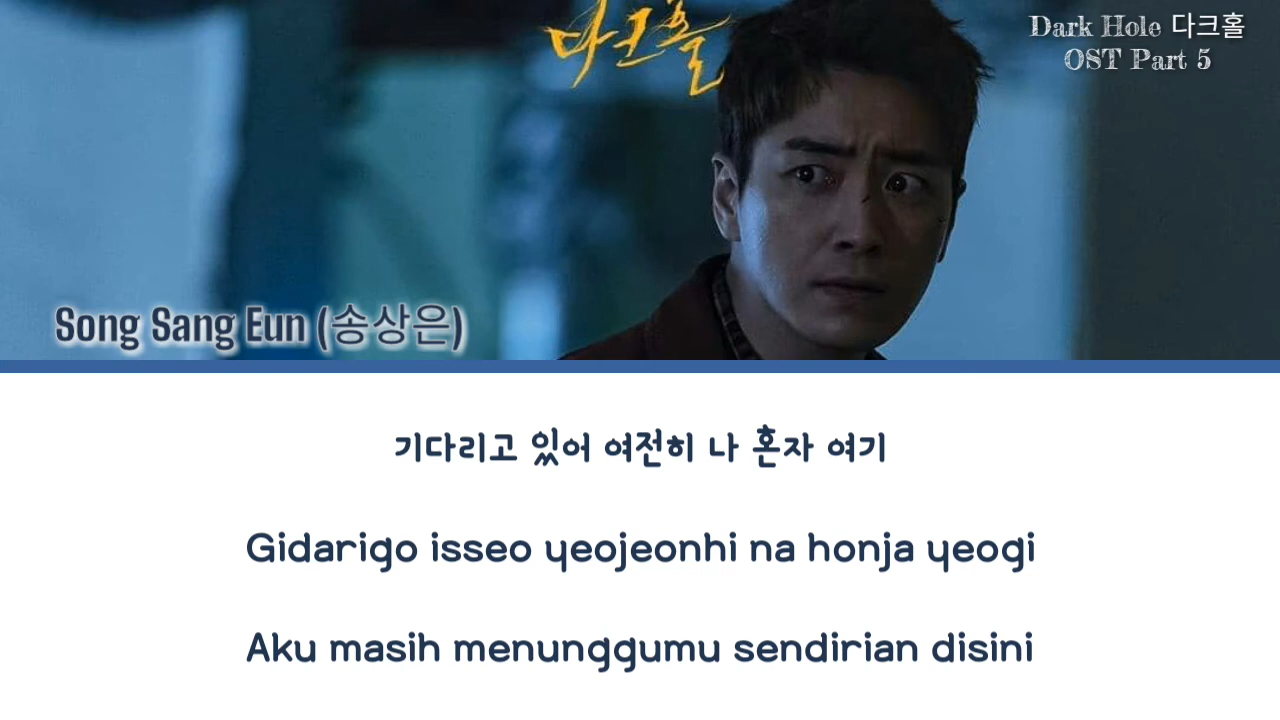 다크홀
Dark Hole 다크홀
OST Part 5
Song Sang Eun (송상은)
기다리고 있어 여전히 나 혼자 여기
Gidarigo isseo yeojeonhi na honja yeogi
Aku masih menunggumu sendirian disini